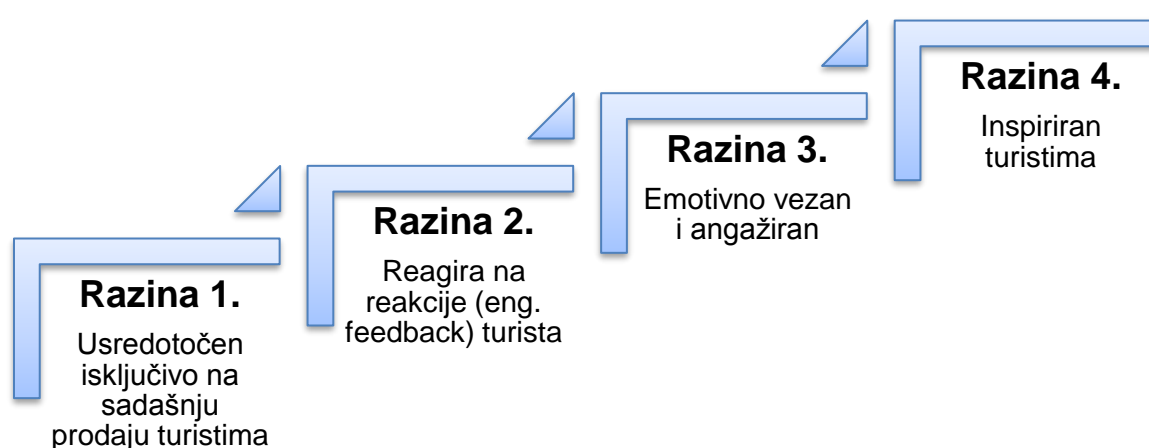 Razina 1.
Usredotočen
isključivo na
sadašnju
prodaju turistima
Razina 2.
Reagira na
reakcije (eng.
feedback) turista
Razina 3.
Emotivno vezan
i angažiran
Razina 4.
Inspiriran
turistima